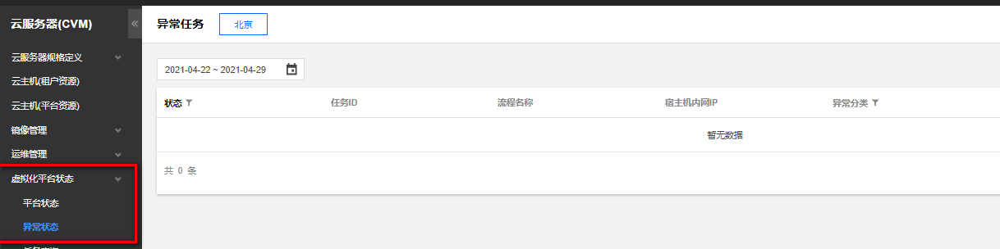 云服务器(CVM)
«
异常任务
北京
云服务器规格定义
云主机(租户资源)
云主机(平台资源)
镜像管理
运维管理
虚拟化平台状态
平台状态
异常状态
2021-04-22 ~ 2021-04-29
状态
任务ID
流程名称
宿主机内网IP
异常分类
暂无数据
共 0 条